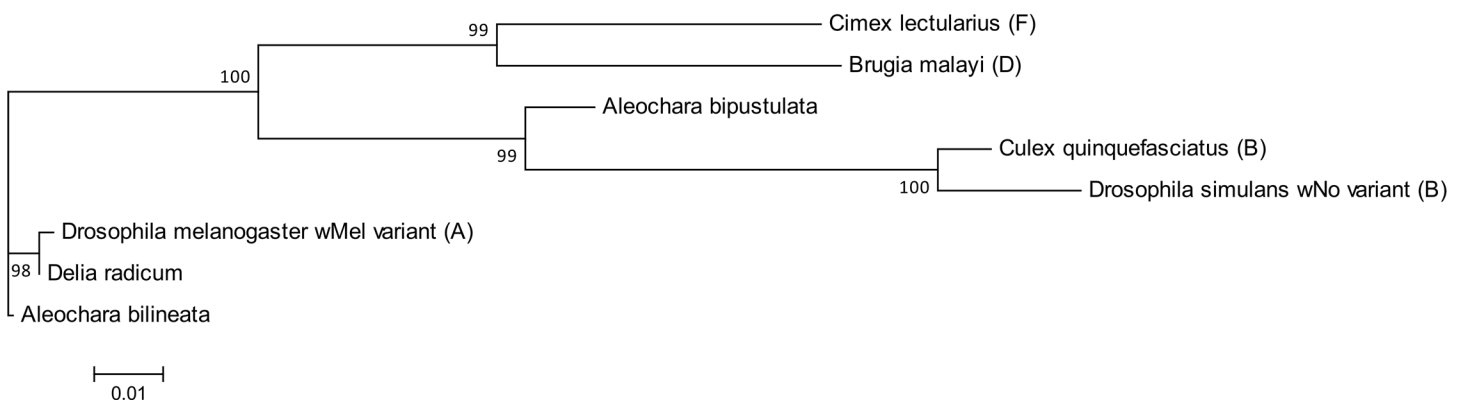 99
Cimex lectularius (F)
Brugia malayi (D)
100
Aleochara bipustulata
99
Culex quinquefasciatus (B)
100
Drosophila simulans wNo variant (B)
Drosophila melanogaster wMel variant (A)
98
Delia radicum
Aleochara bilineata
0.01